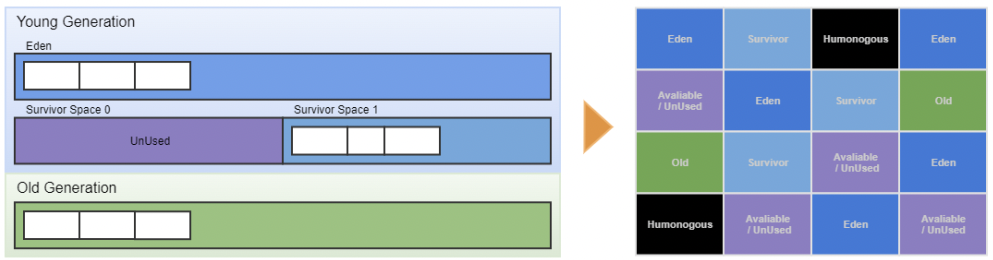 Young Generation
Eden
Survivor Space 0
Survivor Space 1
UnUsed
Old Generation
Eden
Survivor
Humonogous
Eden
Avaliable
/ UnUsed
Eden
Survivor
Old
Old
Survivor
Avaliable
/ UnUsed
Eden
Humonogous
Avaliable
/ UnUsed
Eden
Avaliable
/ UnUsed